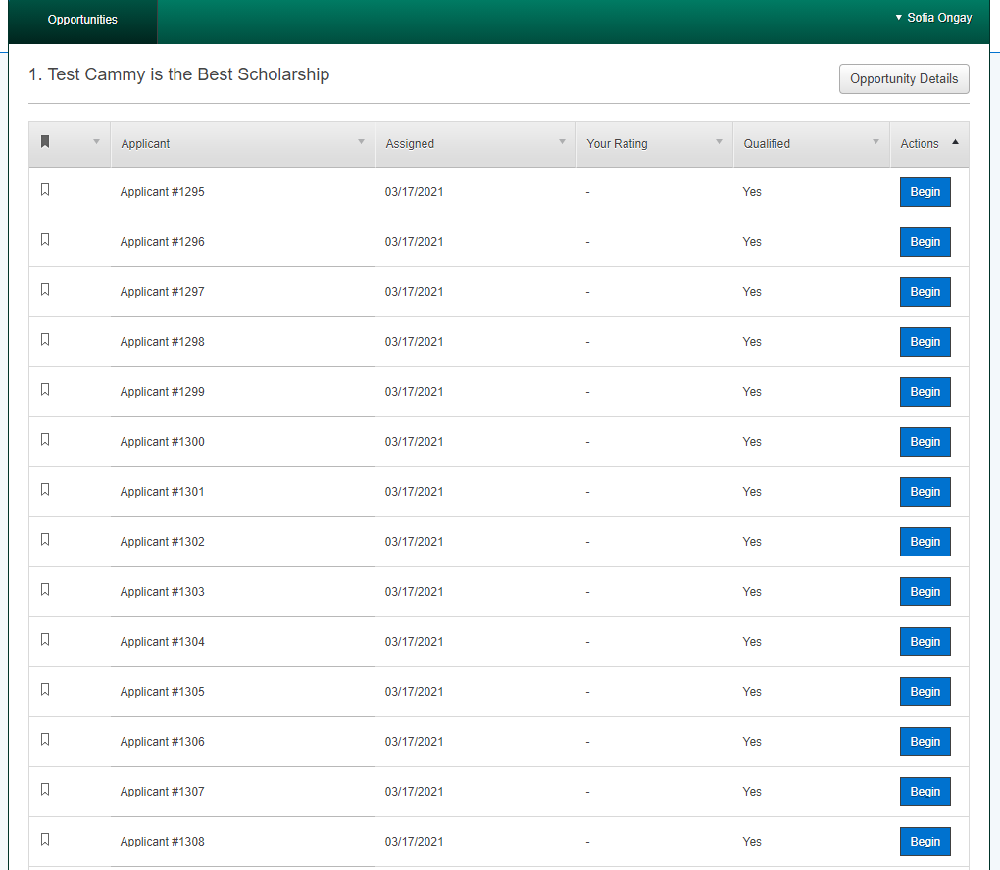 Opportunities
▼ Sofia Ongay
1. Test Cammy is the Best Scholarship
Opportunity Details
Applicant Assigned Your Rating Qualified Actions
Applicant #1295 03/17/2021 - Yes Begin
Applicant #1296 03/17/2021 - Yes Begin
Applicant #1297 03/17/2021 - Yes Begin
Applicant #1298 03/17/2021 - Yes Begin
Applicant #1299 03/17/2021 - Yes Begin
Applicant #1300 03/17/2021 - Yes Begin
Applicant #1301 03/17/2021 - Yes Begin
Applicant #1302 03/17/2021 - Yes Begin
Applicant #1303 03/17/2021 - Yes Begin
Applicant #1304 03/17/2021 - Yes Begin
Applicant #1305 03/17/2021 - Yes Begin
Applicant #1306 03/17/2021 - Yes Begin
Applicant #1307 03/17/2021 - Yes Begin
Applicant #1308 03/17/2021 - Yes Begin